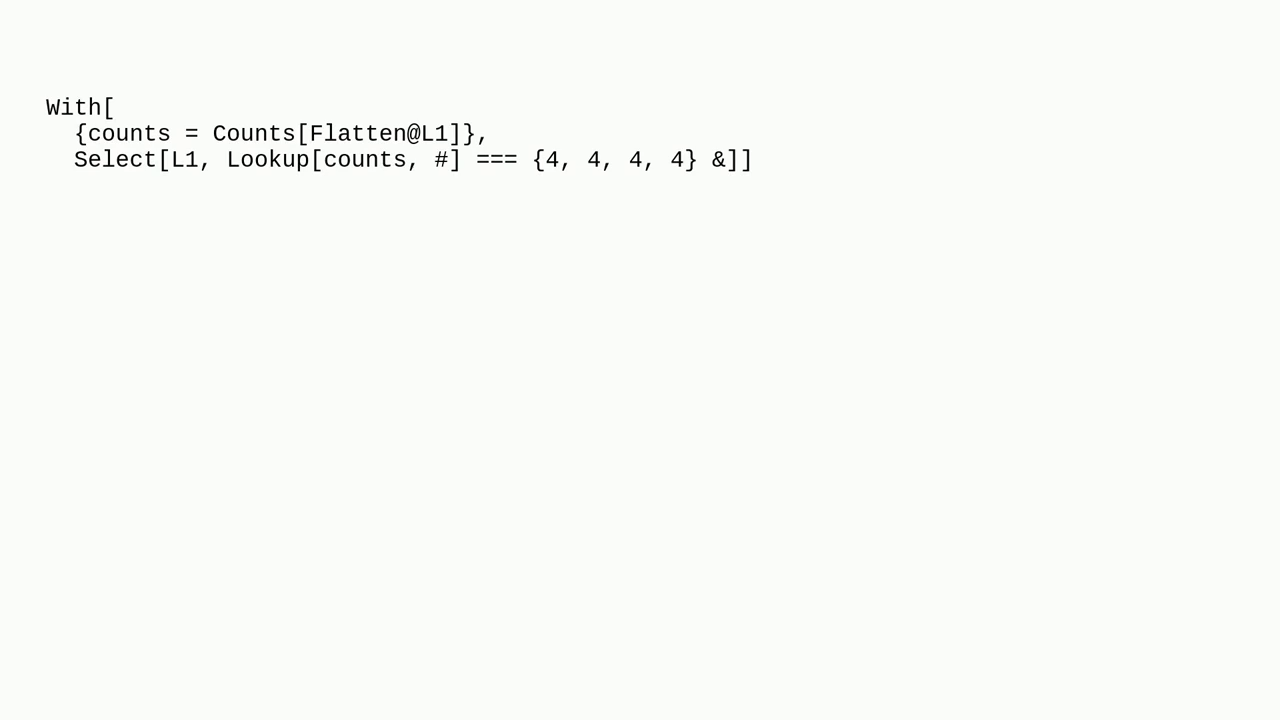 With[
  {counts = Counts[Flatten@L1]},
  Select[L1, Lookup[counts, #] === {4, 4, 4, 4} &]]